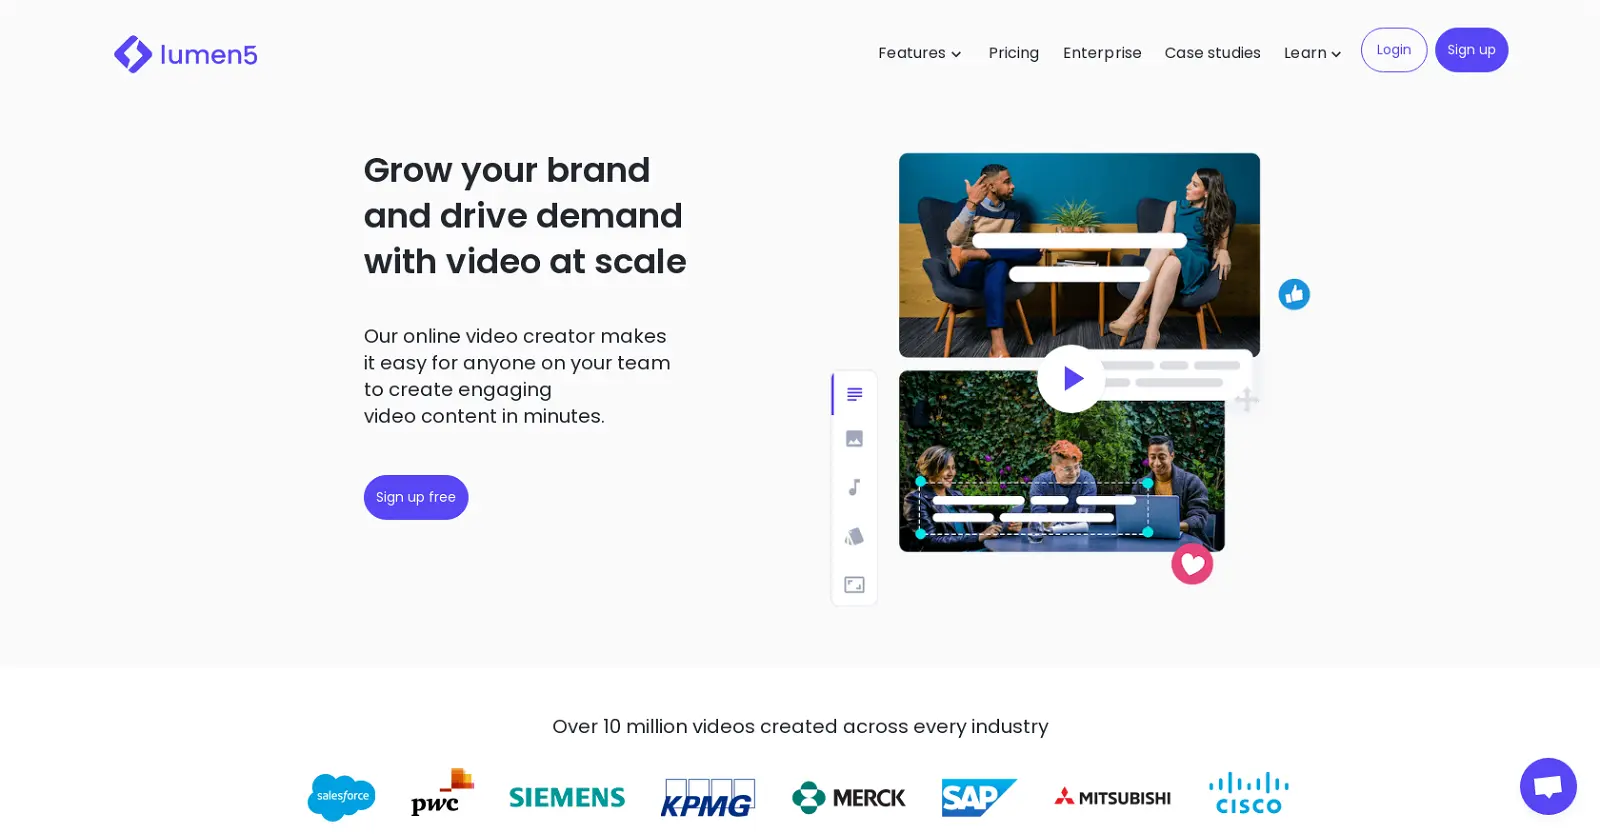 lumen5
Features
Pricing
Enterprise
Case studies
Learn
Login
Sign up
Grow your brand
and drive demand
with video at scale
Our online video creator makes
it easy for anyone on your team
to create engaging
video content in minutes.
Sign up free
Over 10 million videos created across every industry
salesforce
pwc
SIEMENS
KPMG
MERCK
SAP
MITSUBISHI
CISCO